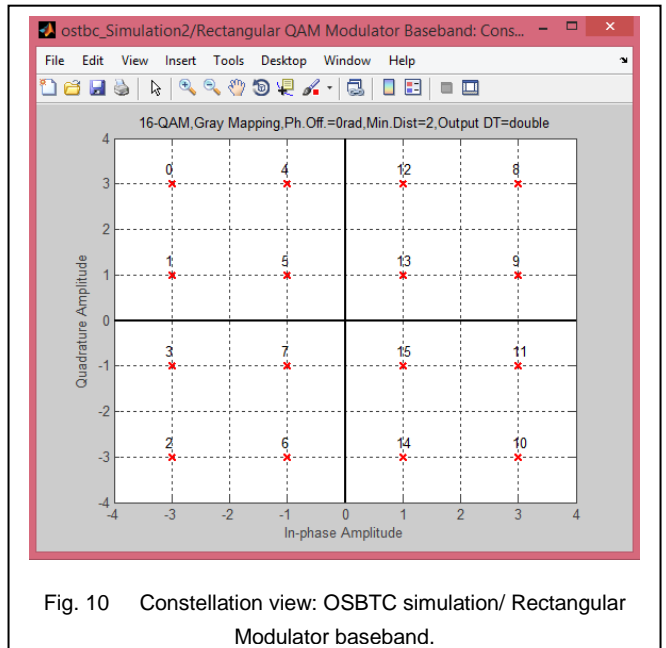 ostbc_Simulation2/Rectangular QAM Modulator Baseband: Cons...
File Edit View Insert Tools Desktop Window Help
16-QAM,Gray Mapping,Ph.Off.=0rad,Min.Dist=2,Output DT=double
4
0 4 12 8
3
2
1 5 13 9
1
0
3 7 15 11
-1
-2
2 6 14 10
-3
-4
Quadrature Amplitude
-4 -3 -2 -1 0 1 2 3 4
In-phase Amplitude
Fig. 10 Constellation view: OSBTC simulation/ Rectangular
Modulator baseband.